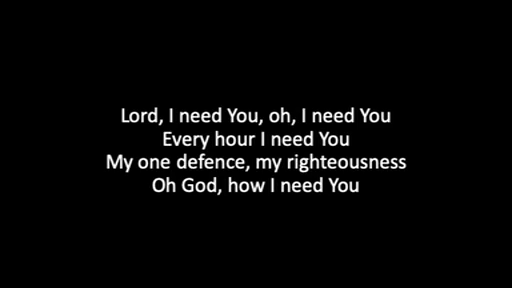 Lord, I need You, oh, I need You
Every hour I need You
My one defence, my righteousness
Oh God, how I need You